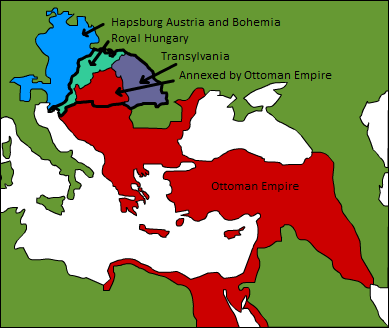 Hapsburg Austria and Bohemia
Royal Hungary
Transylvania
Annexed by Ottoman Empire
Ottoman Empire